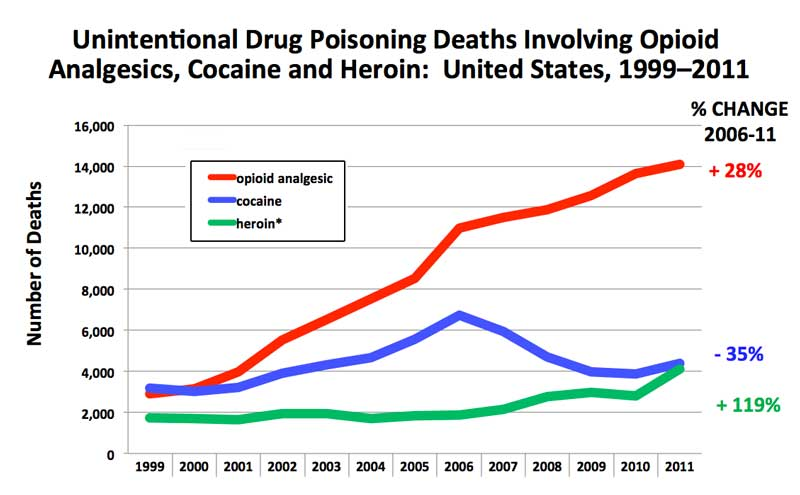 Unintentional Drug Poisoning Deaths Involving Opioid
Analgesics, Cocaine and Heroin: United States, 1999–2011
% CHANGE
2006-11
Number of Deaths
16,000
14,000
12,000
10,000
8,000
6,000
4,000
2,000
0
opioid analgesic
cocaine
heroin*
+ 28%
- 35%
+ 119%
1999 2000 2001 2002 2003 2004 2005 2006 2007 2008 2009 2010 2011